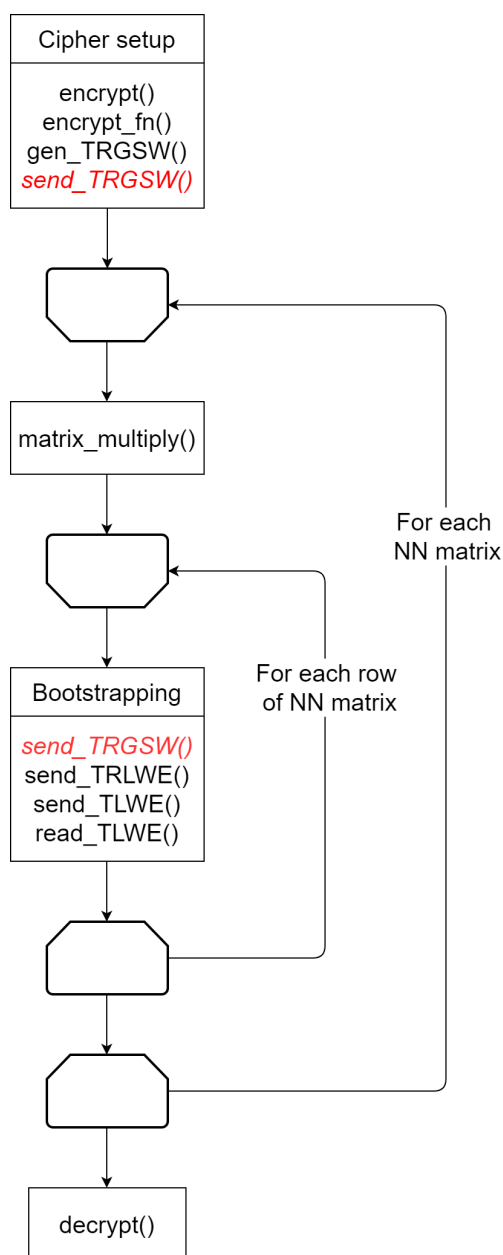 Cipher setup
encrypt()
encrypt_fn()
gen_TRGSW()
send_TRGSW()
matrix_multiply()
For each
NN matrix
For each row
of NN matrix
Bootstrapping
send_TRGSW()
send_TRLWE()
send_TLWE()
read_TLWE()
decrypt()